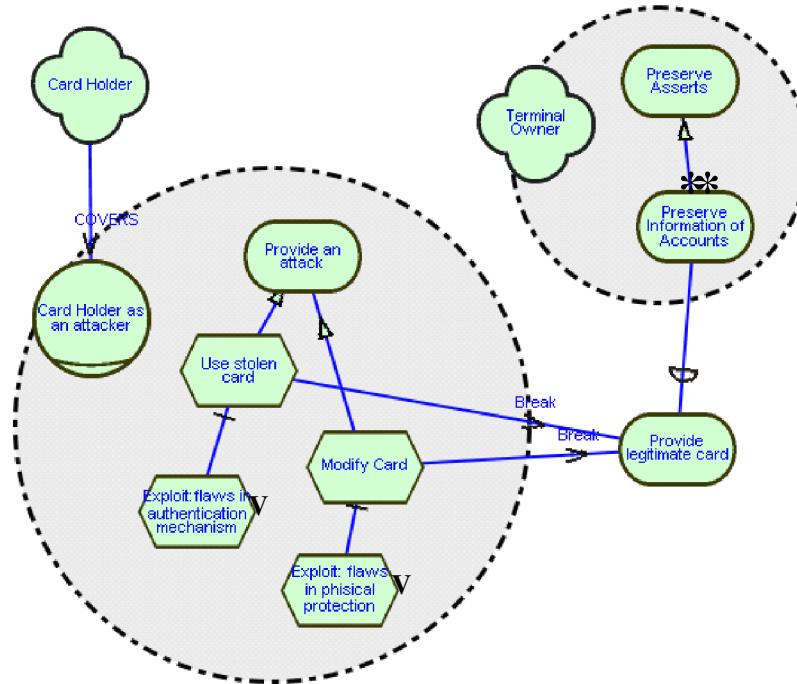 Card Holder
COVERS
Card Holder as
an attacker
Provide an
attack
Use stolen
card
Modify Card
Exploit:flaws in
authentication
mechanism
V
Exploit: flaws
in phisical
protection
V
Break
Break
Terminal
Owner
Preserve
Asserts
**
Preserve
Information of
Accounts
Provide
legitimate card